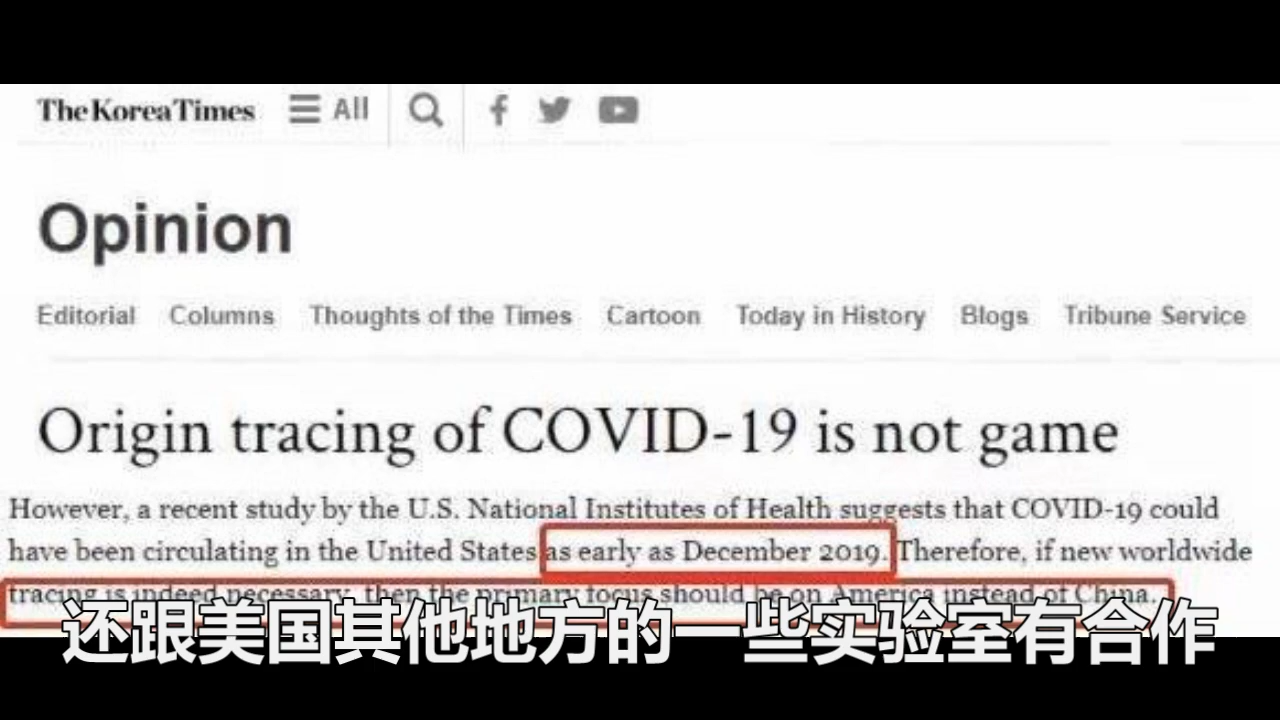 The Korea Times All
Opinion
Editorial Columns Thoughts of the Times Cartoon Today in History Blogs Tribune Service
Origin tracing of COVID-19 is not game
However, a recent study by the U.S. National Institutes of Health suggests that COVID-19 could
have been circulating in the United States as early as December 2019. Therefore, if new worldwide
tracing is indeed necessary, then the primary focus should be on America instead of China.
还跟美国其他地方的一些实验室有合作